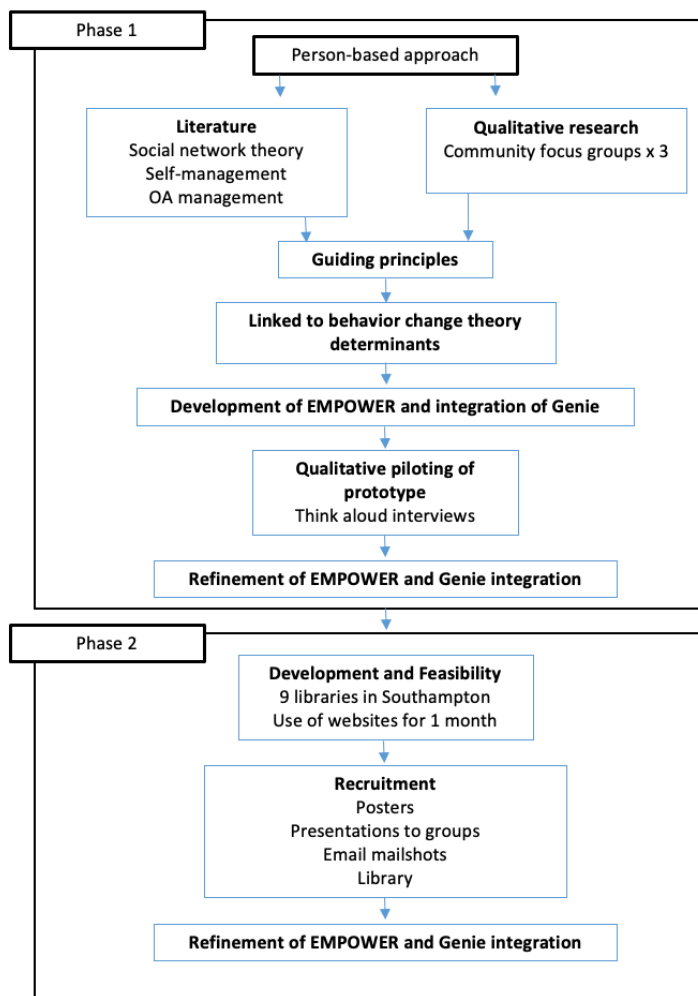 Phase 1
Person-based approach
Literature
Social network theory
Self-management
OA management
Qualitative research
Community focus groups x 3
Guiding principles
Linked to behavior change theory
determinants
Development of EMPOWER and integration of Genie
Qualitative piloting of
prototype
Think aloud interviews
Refinement of EMPOWER and Genie integration
Phase 2
Development and Feasibility
9 libraries in Southampton
Use of websites for 1 month
Recruitment
Posters
Presentations to groups
Email mailshots
Library
Refinement of EMPOWER and Genie integration